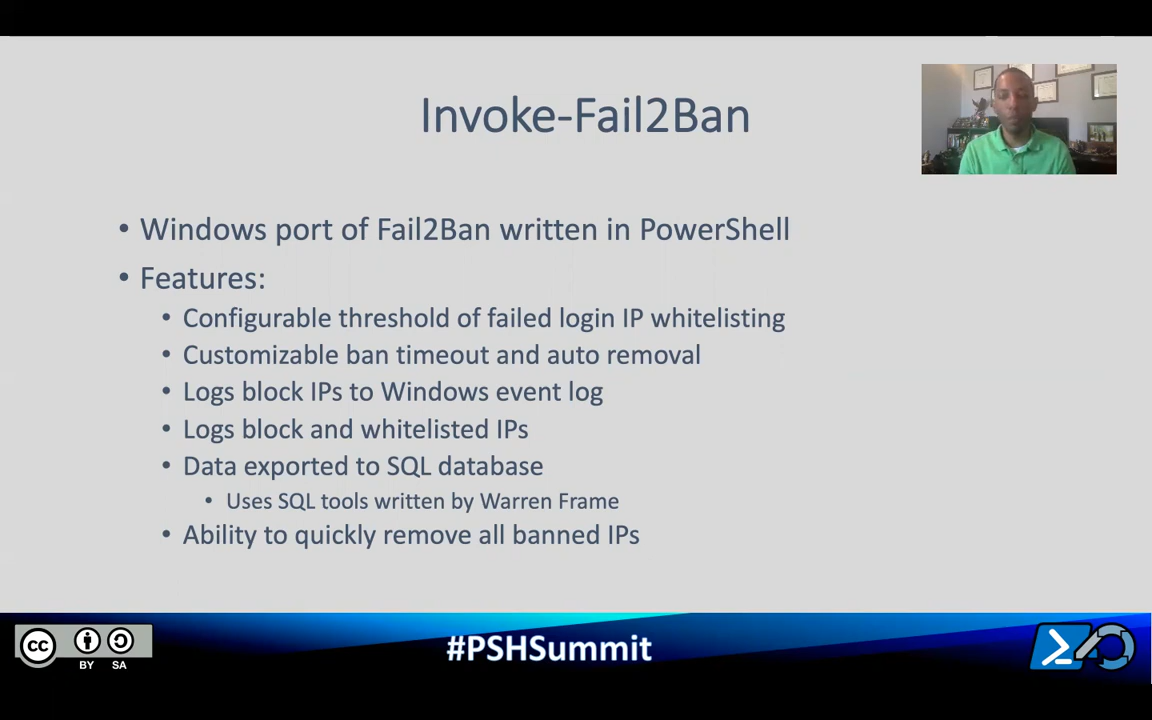 Invoke-Fail2Ban
• Windows port of Fail2Ban written in PowerShell
• Features:
• Configurable threshold of failed login IP whitelisting
• Customizable ban timeout and auto removal
• Logs block IPs to Windows event log
• Logs block and whitelisted IPs
• Data exported to SQL database
• Uses SQL tools written by Warren Frame
• Ability to quickly remove all banned IPs
cc
BY SA
#PSHSummit